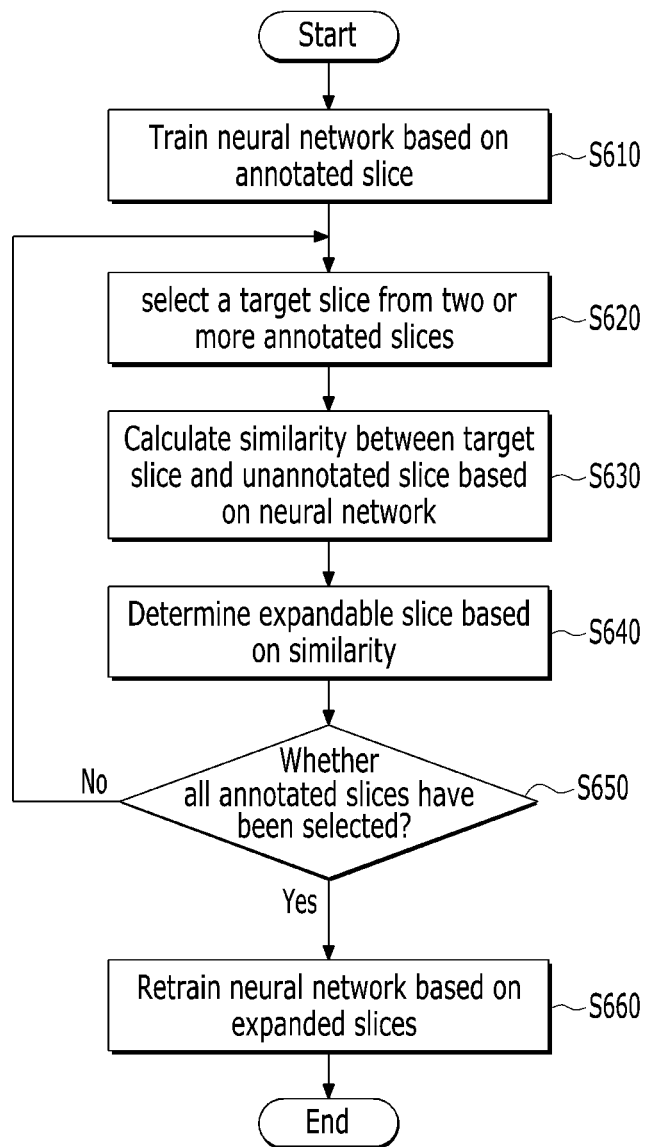 Start
Train neural network based on
annotated slice
S610
select a target slice from two or
more annotated slices
S620
Calculate similarity between target
slice and unannotated slice based
on neural network
S630
Determine expandable slice based
on similarity
S640
Whether
all annotated slices have
been selected?
S650
No
Yes
Retrain neural network based on
expanded slices
S660
End